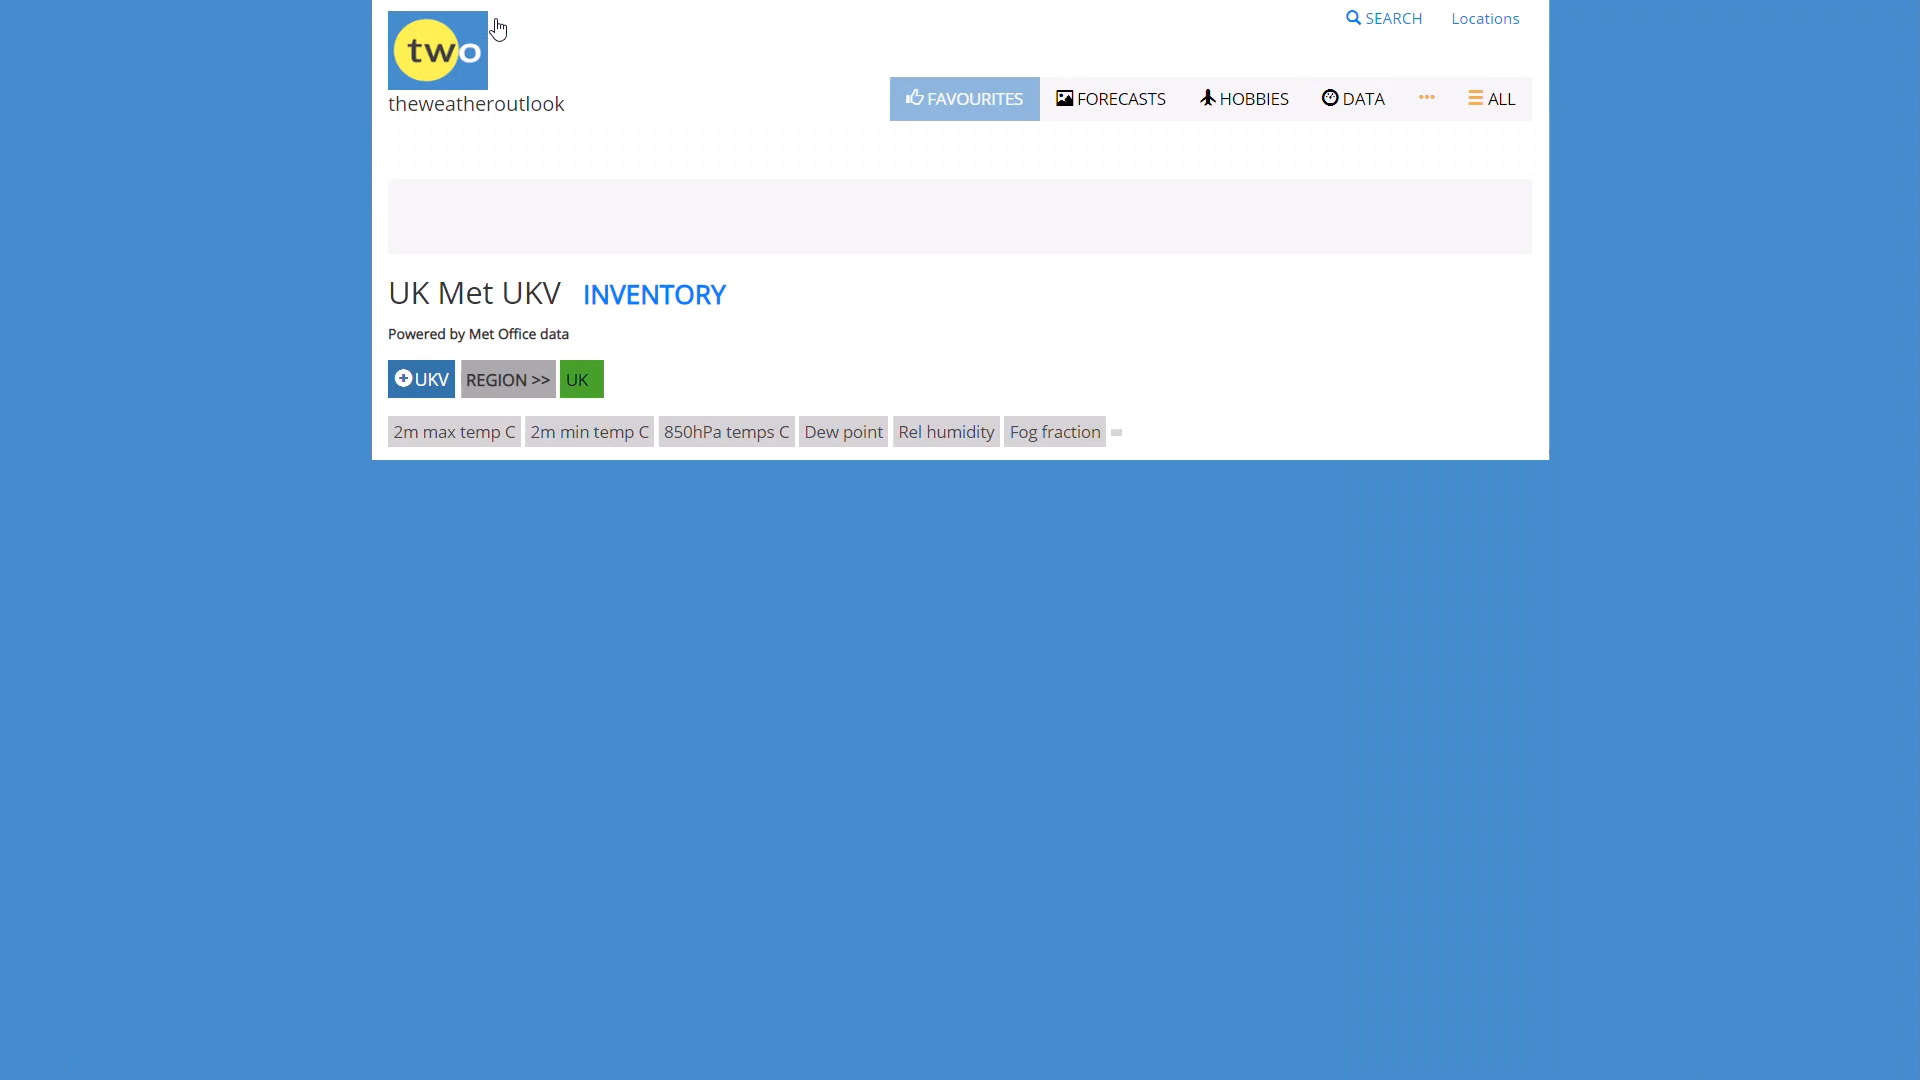 two
theweatheroutlook
SEARCH Locations
FAVOURITES FORECASTS HOBBIES DATA ALL
UK Met UKV INVENTORY
Powered by Met Office data
UKV REGION >> UK
2m max temp C 2m min temp C 850hPa temps C Dew point Rel humidity Fog fraction